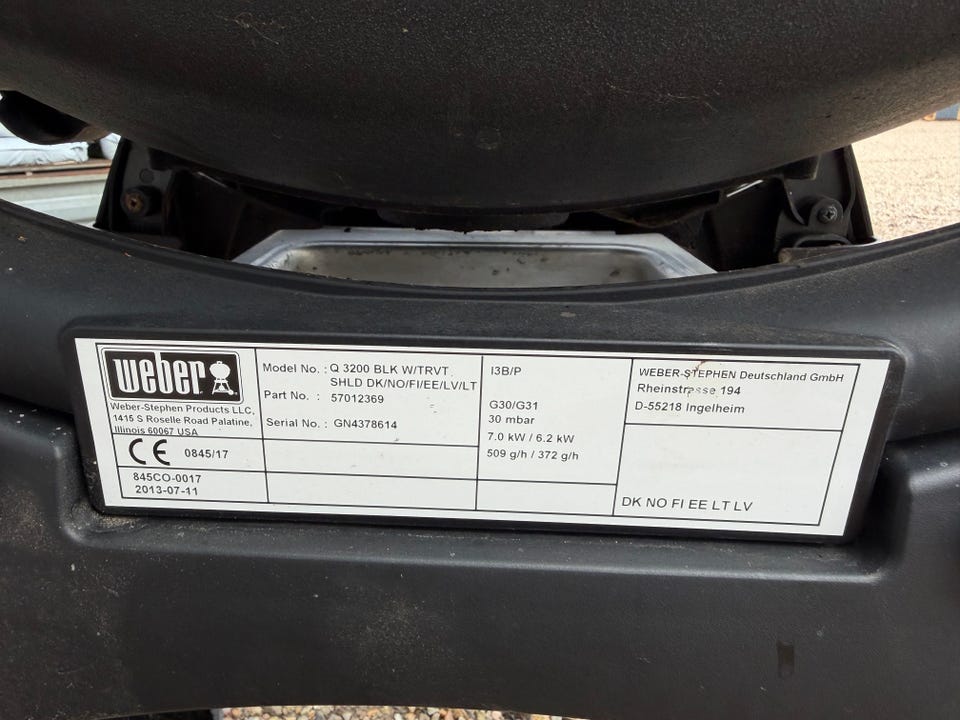 weber
Weber-Stephen Products LLC,
1415 S Roselle Road Palatine,
Illinois 60067 USA
CE 0845/17
845CO-0017
2013-07-11
Model No. : Q 3200 BLK W/TRVT
SHLD DK/NO/FI/EE/LV/LT
Part No. : 57012369
Serial No. : GN4378614
I3B/P
G30/G31
30 mbar
7.0 kW / 6.2 kW
509 g/h / 372 g/h
WEBER-STEPHEN Deutschland GmbH
Rheinstrasse 194
D-55218 Ingelheim
DK NO FI EE LT LV